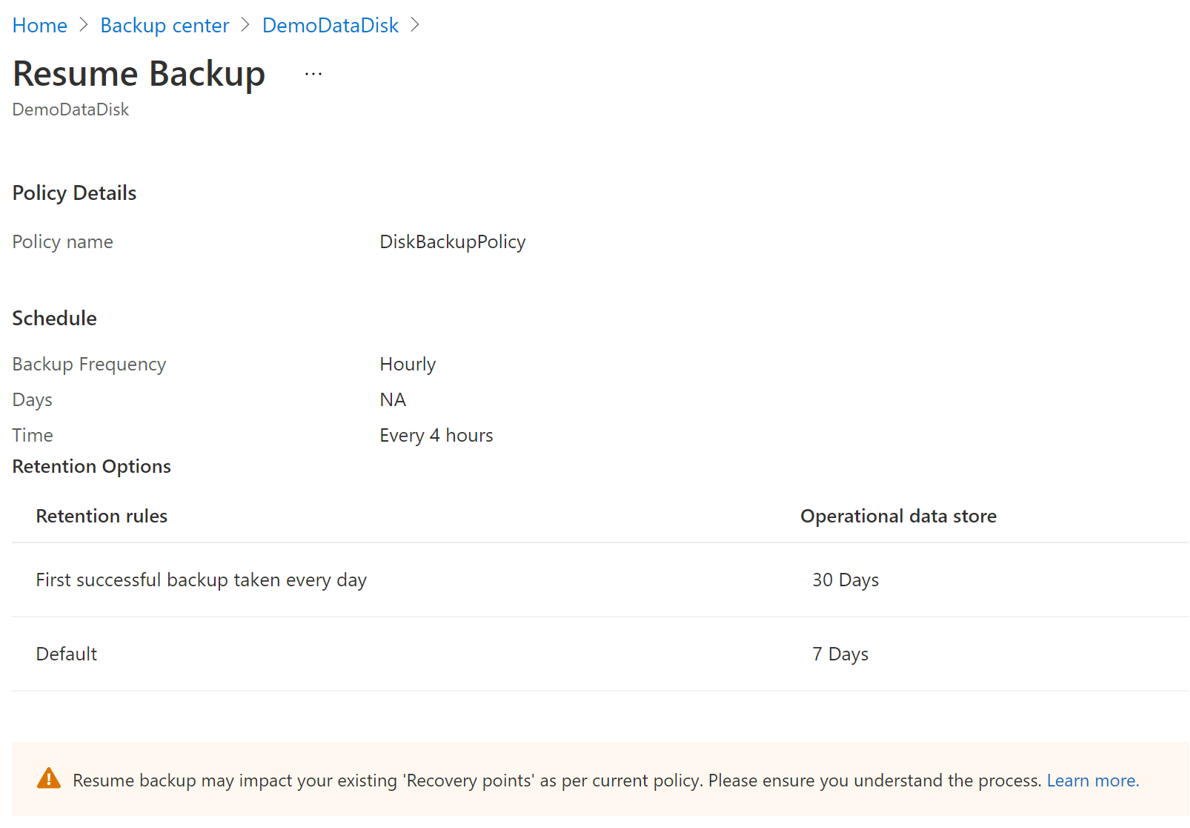 Home > Backup center > DemoDataDisk >
Resume Backup ...
DemoDataDisk
Policy Details
Policy name DiskBackupPolicy
Schedule
Backup Frequency Hourly
Days NA
Time Every 4 hours
Retention Options
Retention rules Operational data store
First successful backup taken every day 30 Days
Default 7 Days
Resume backup may impact your existing 'Recovery points' as per current policy. Please ensure you understand the process. Learn more.